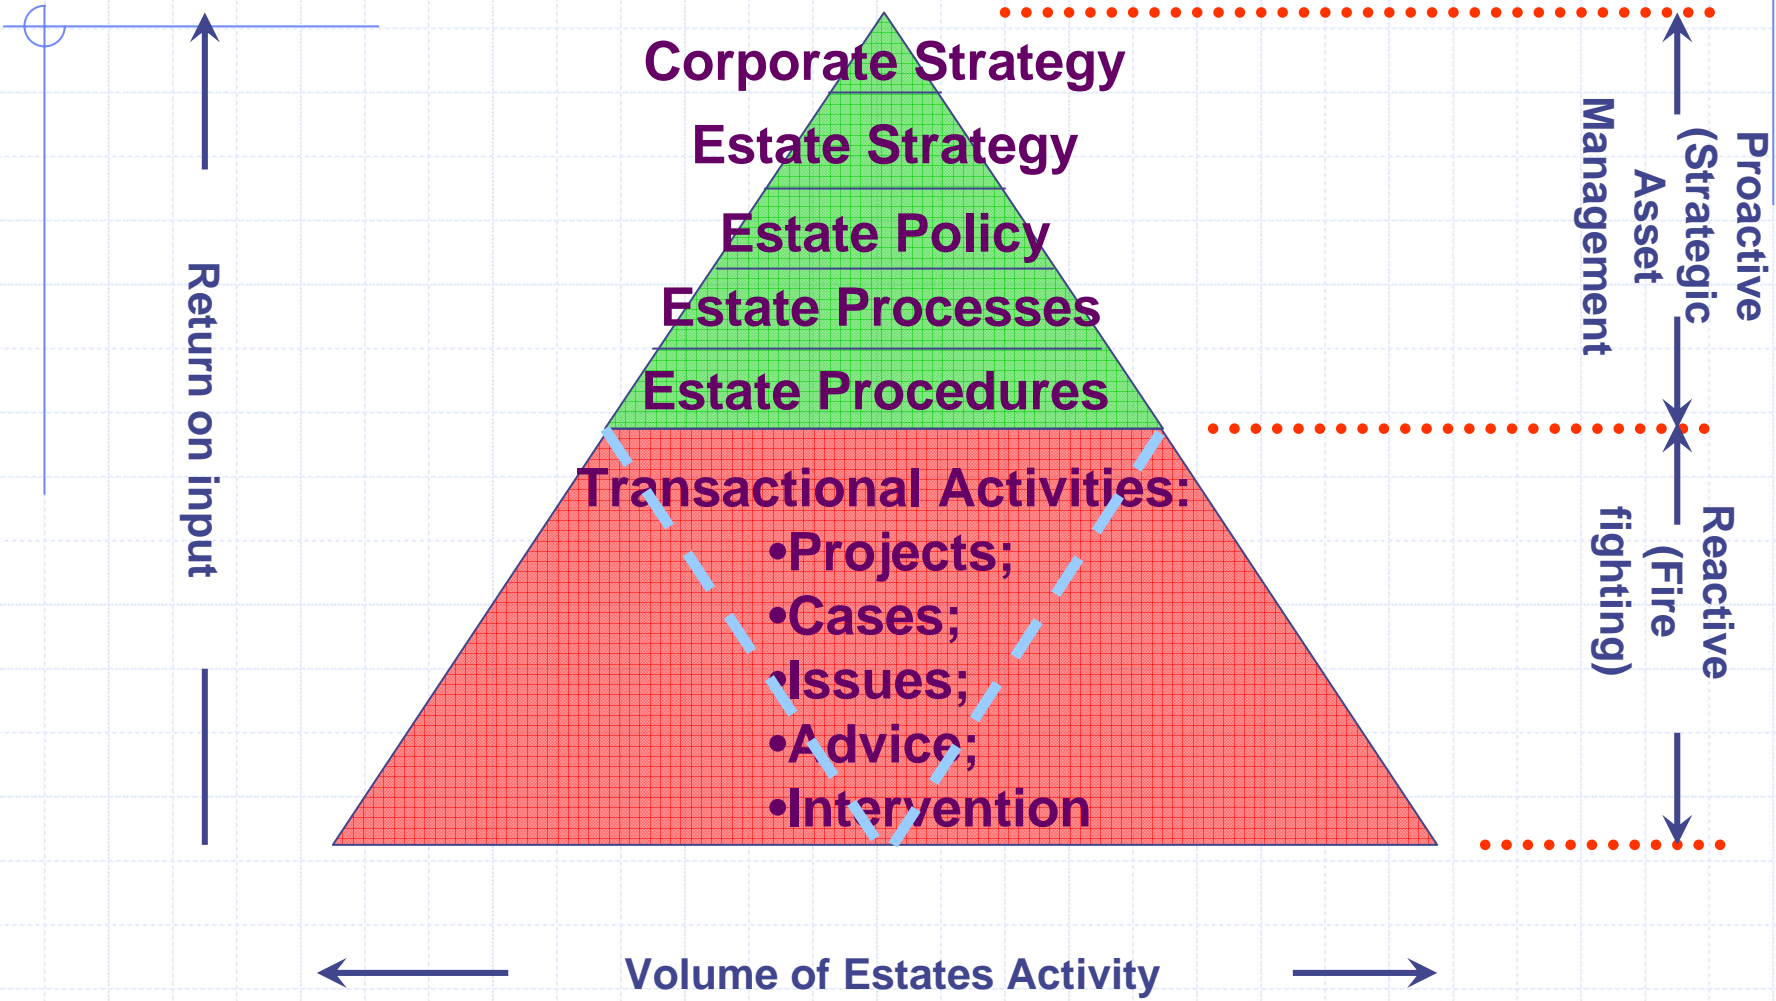 Corporate Strategy
Estate Strategy
Estate Policy
Estate Processes
Estate Procedures
Transactional Activities:
•Projects;
•Cases;
•Issues;
•Advice;
•Intervention
Return on input
Proactive
(Strategic
Asset
Management
Reactive
(Fire
fighting)
Volume of Estates Activity